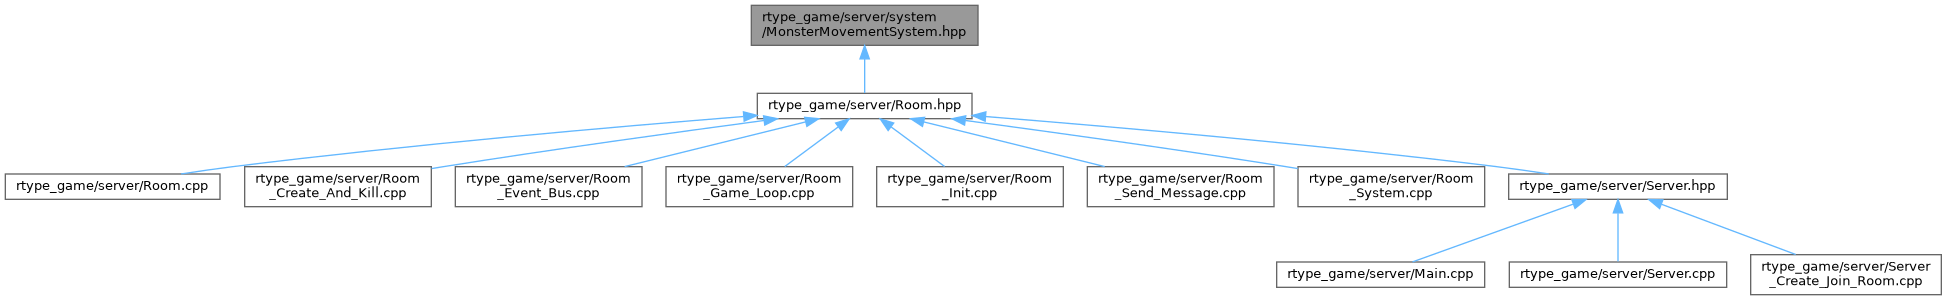 rtype_game/server/system
/MonsterMovementSystem.hpp
rtype_game/server/Room.hpp
rtype_game/server/Room.cpp
rtype_game/server/Room
_Create_And_Kill.cpp
rtype_game/server/Room
_Event_Bus.cpp
rtype_game/server/Room
_Game_Loop.cpp
rtype_game/server/Room
_Init.cpp
rtype_game/server/Room
_Send_Message.cpp
rtype_game/server/Room
_System.cpp
rtype_game/server/Server.hpp
rtype_game/server/Main.cpp
rtype_game/server/Server.cpp
rtype_game/server/Server
_Create_Join_Room.cpp